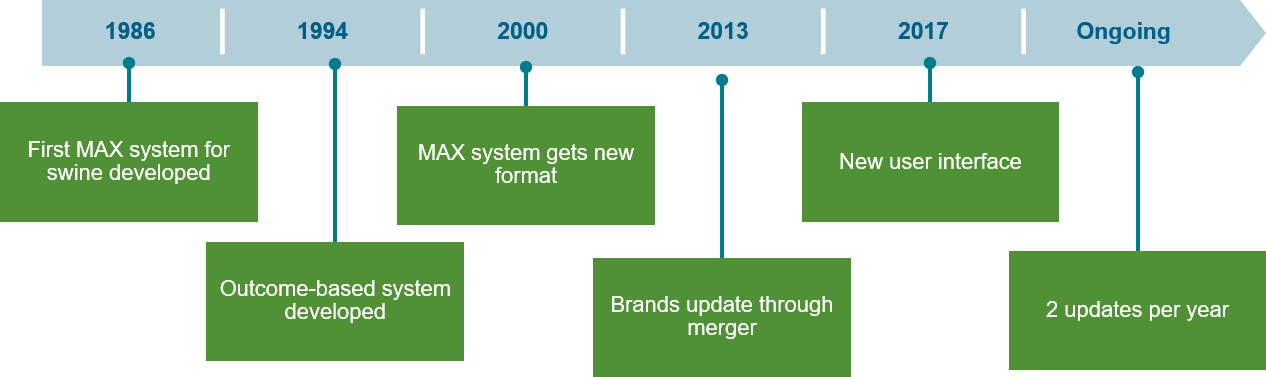 1986
1994
2000
2013
2017
Ongoing
First MAX system for
swine developed
Outcome-based system
developed
MAX system gets new
format
Brands update through
merger
New user interface
2 updates per year